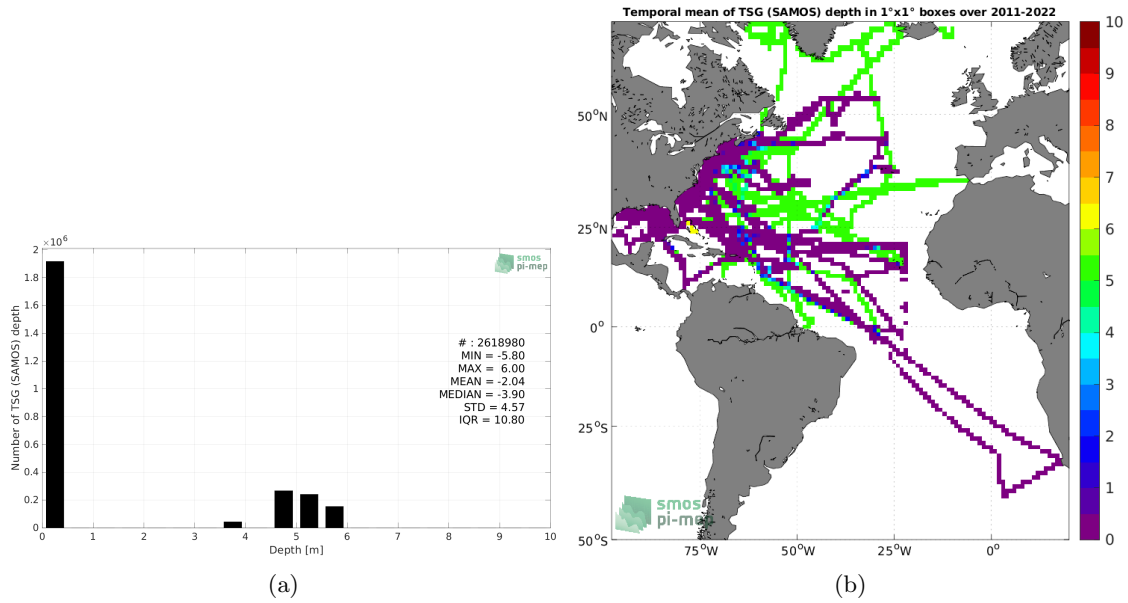 ×10⁶
2
1.8
1.6
1.4
1.2
1
0.8
0.6
0.4
0.2
0
Number of TSG (SAMOS) depth
smos
pi-mep
# : 2618980
MIN = -5.80
MAX = 6.00
MEAN = -2.04
MEDIAN = -3.90
STD = 4.57
IQR = 10.80
0 1 2 3 4 5 6 7 8 9 10
Depth [m]
(a)
Temporal mean of TSG (SAMOS) depth in 1°x1° boxes over 2011-2022
50°N
25°N
0°
25°S
50°S
smos
pi-mep
75°W 50°W 25°W 0°
10
9
8
7
6
5
4
3
2
1
0
(b)